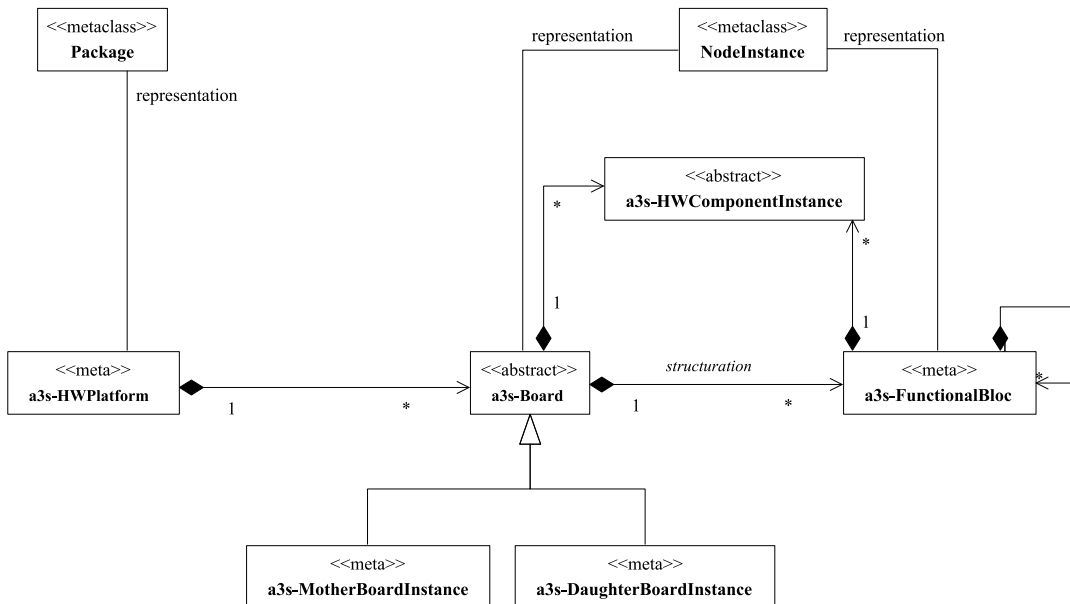 <<metaclass>>
Package
representation
<<metaclass>>
NodeInstance
representation
representation
<<abstract>>
a3s-HWComponentInstance
*
*
1
1
<<meta>>
a3s-HWPlatform
1
*
<<abstract>>
a3s-Board
structuration
1
*
<<meta>>
a3s-FunctionalBloc
*
<<meta>>
a3s-MotherBoardInstance
<<meta>>
a3s-DaughterBoardInstance